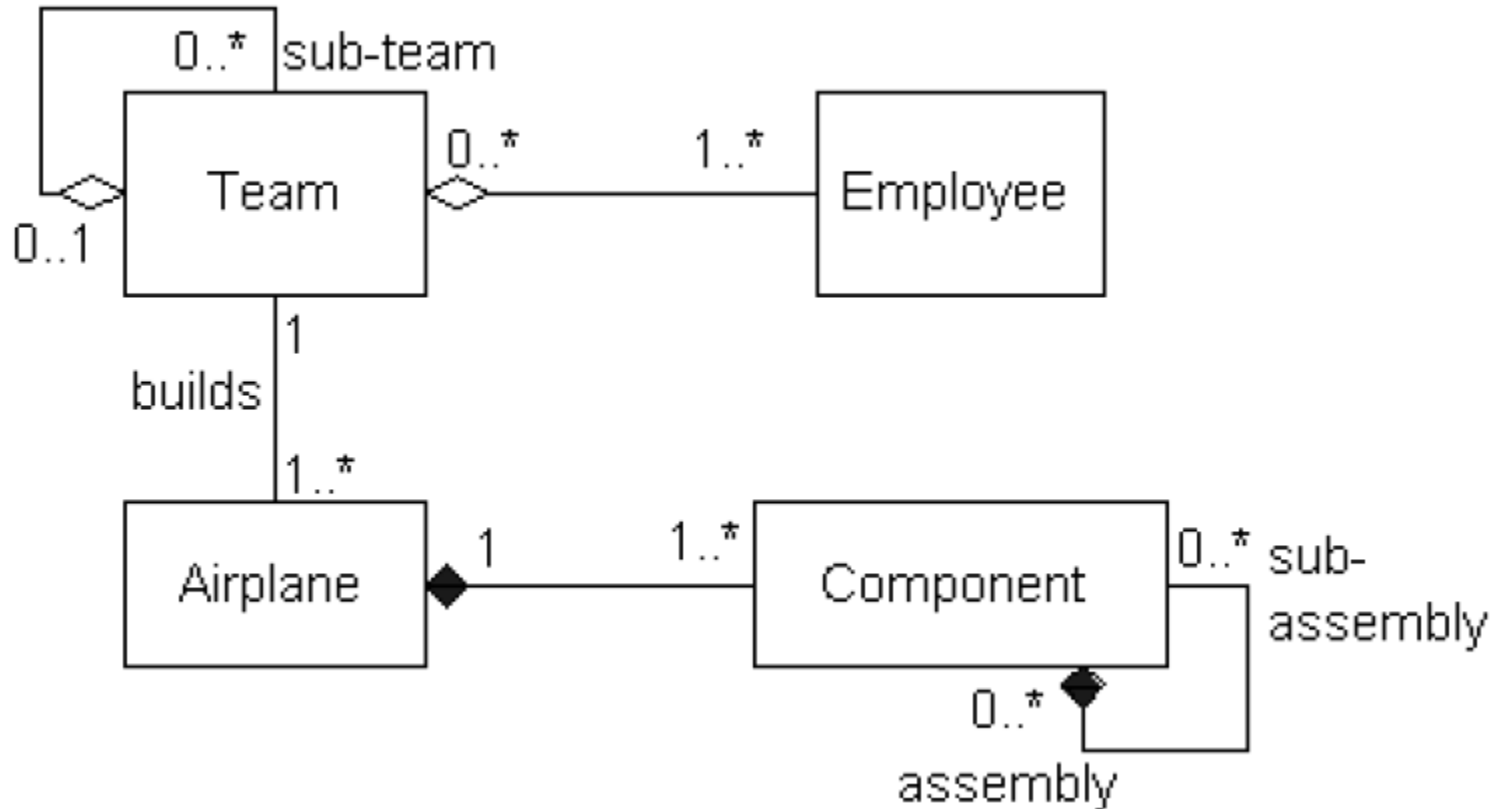 0..* sub-team
0..* 1..*
Team Employee
0..1
1
builds
1..*
1 1..* 0..* sub-
Airplane Component
assembly
0..*
assembly